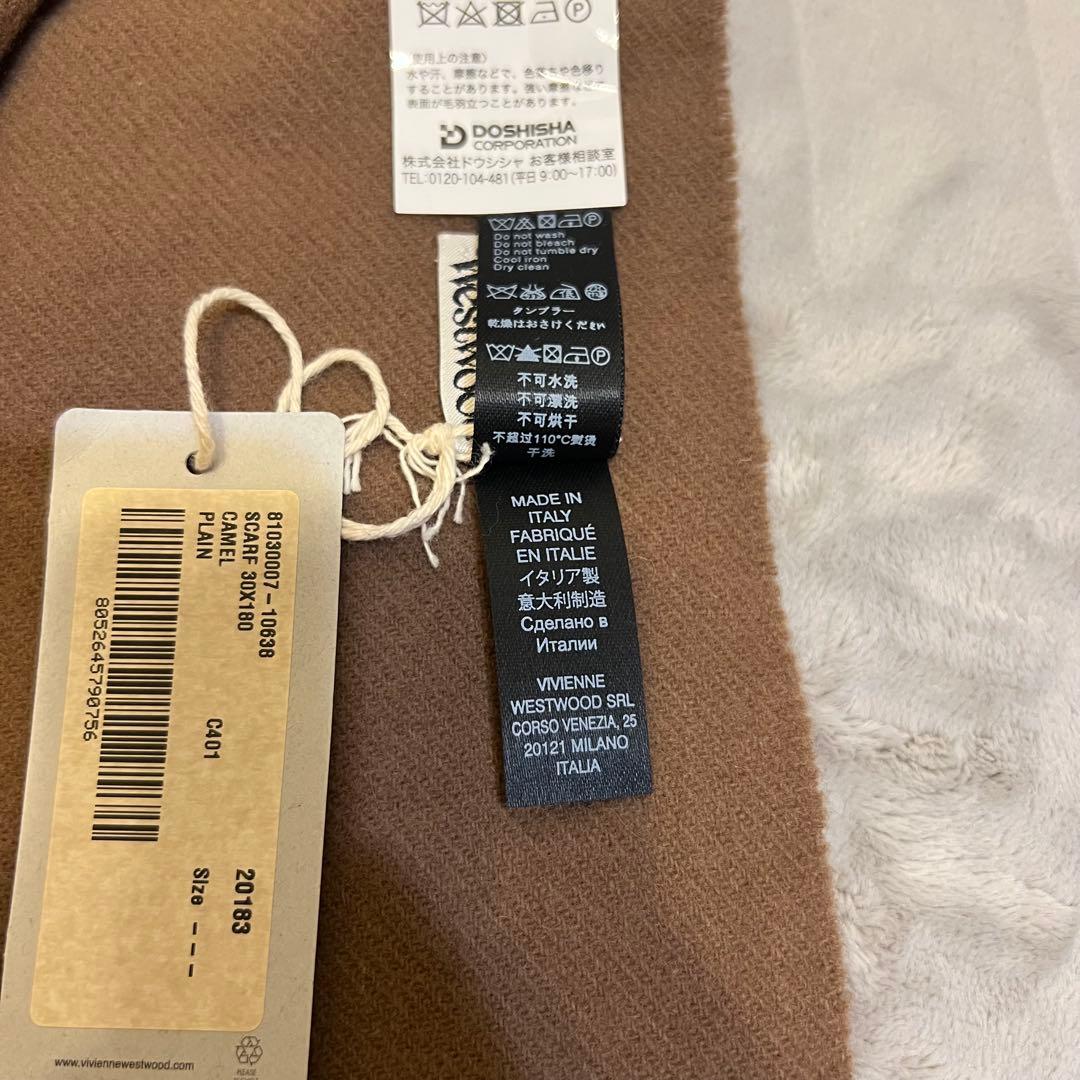 (使用上の注意)
水や汗、摩擦などで、色落ちや色移り
することがあります。強い摩擦などで
表面が毛羽立つことがあります。
DOSHISHA
CORPORATION
株式会社ドウシシャ お客様相談室
TEL:0120-104-481(平日9:00～17:00)
Do not wash
Do not bleach
Do not tumble dry
Cool iron
Dry clean
タンブラー
乾燥はおさけください
不可水洗
不可漂洗
不可烘干
不超过110°C熨烫
干洗
Westwood
MADE IN
ITALY
FABRIQUÉ
EN ITALIE
イタリア製
意大利制造
Сделано в
Италии
VIVIENNE
WESTWOOD SRL
CORSO VENEZIA, 25
20121 MILANO
ITALIA
81030007-10638
SCARF 30X180
CAMEL
PLAIN
C401
20183
Size - - -
8052645790756
www.viviennewestwood.com
PLEASE